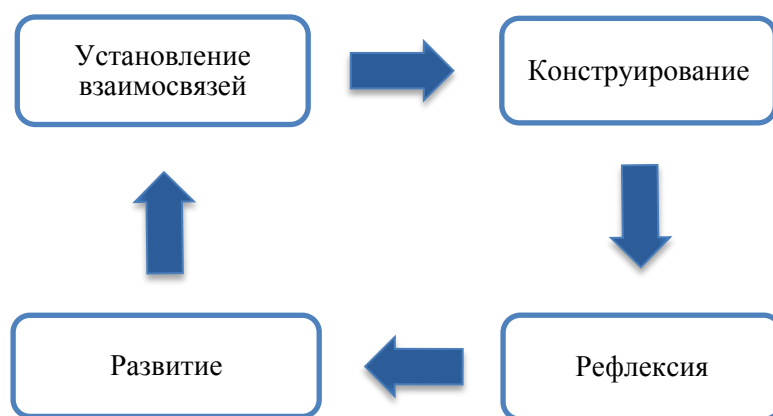 Установление
взаимосвязей
Конструирование
Развитие
Рефлексия